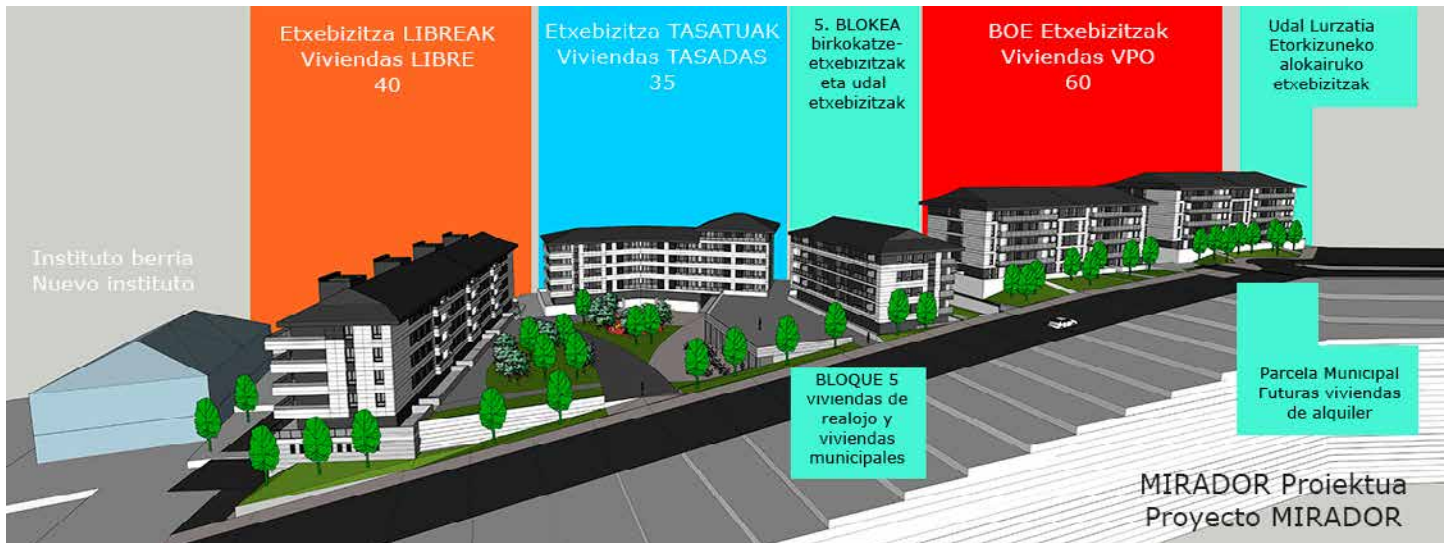 Etxebizitza LIBREAK
Viviendas LIBRE
40
Etxebizitza TASATUAK
Viviendas TASADAS
35
5. BLOKEA
birkokatze-
etxebizitzak
eta udal
etxebizitzak
BOE Etxebizitzak
Viviendas VPO
60
Udal Lurzatia
Etorkizuneko
alokairuko
etxebizitzak
Instituto berria
Nuevo instituto
BLOQUE 5
viviendas de
realojo y
viviendas
municipales
Parcela Municipal
Futuras viviendas
de alquiler
MIRADOR Proiektua
Proyecto MIRADOR